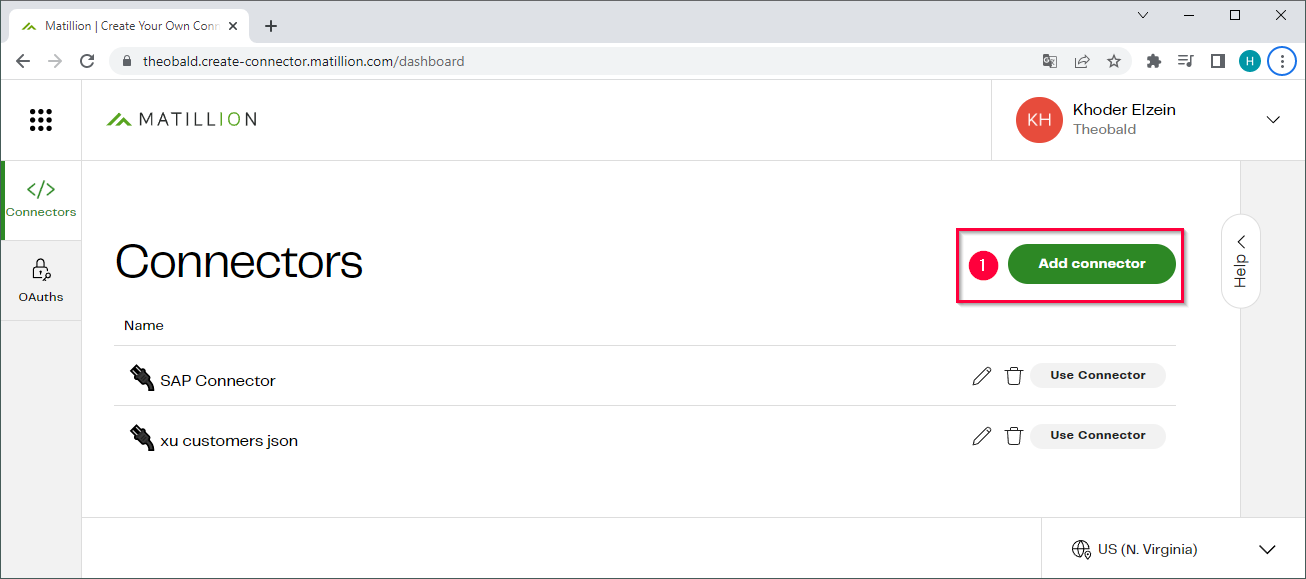 Matillion | Create Your Own Conn
theobald.create-connector.matillion.com/dashboard
H
MATILLION
KH
Khoder Elzein
Theobald
Connectors
OAuths
Connectors
1
Add connector
Help
Name
SAP Connector
Use Connector
xu customers json
Use Connector
US (N. Virginia)